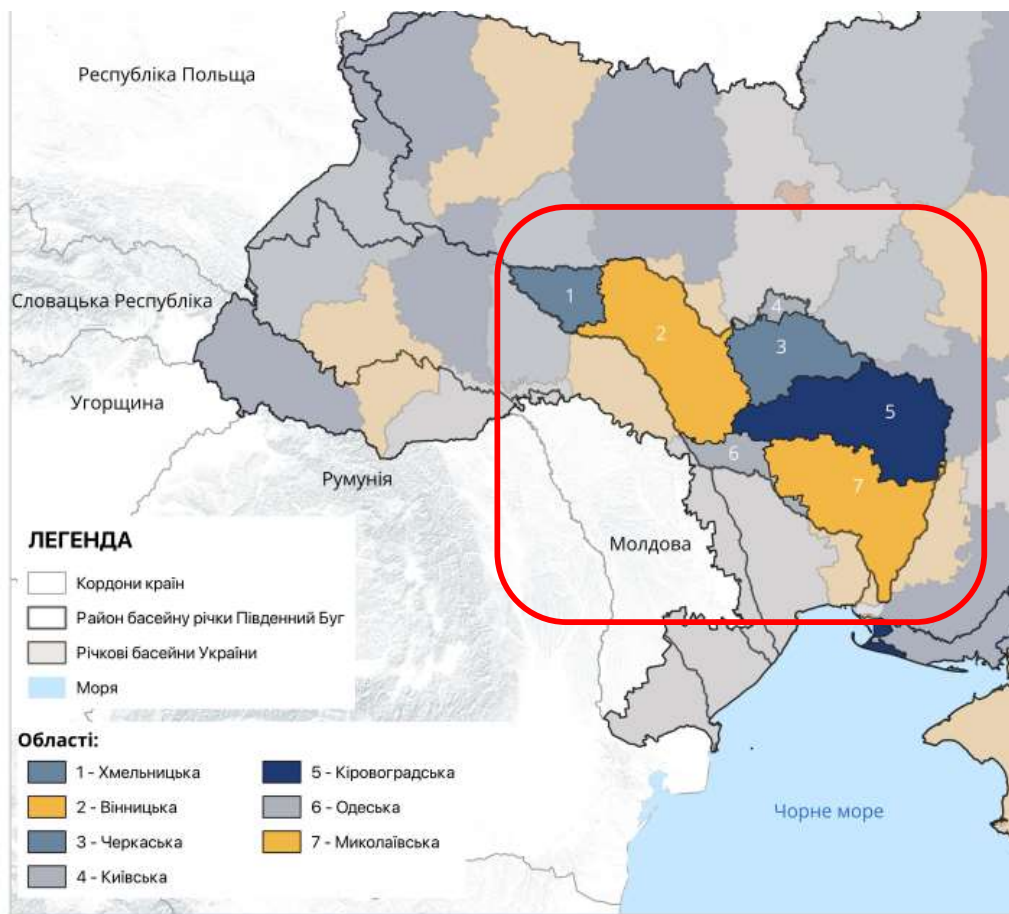 Республіка Польща
Словацька Республіка
Угорщина
Румунія
Молдова
Чорне море
1
2
3
4
5
6
7
ЛЕГЕНДА
Кордони країн
Район басейну річки Південний Буг
Річкові басейни України
Моря
Області:
1 - Хмельницька
2 - Вінницька
3 - Черкаська
4 - Київська
5 - Кіровоградська
6 - Одеська
7 - Миколаївська